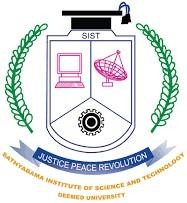 SIST
JUSTICE PEACE REVOLUTION
SATHYABAMA INSTITUTE OF SCIENCE AND TECHNOLOGY
DEEMED UNIVERSITY